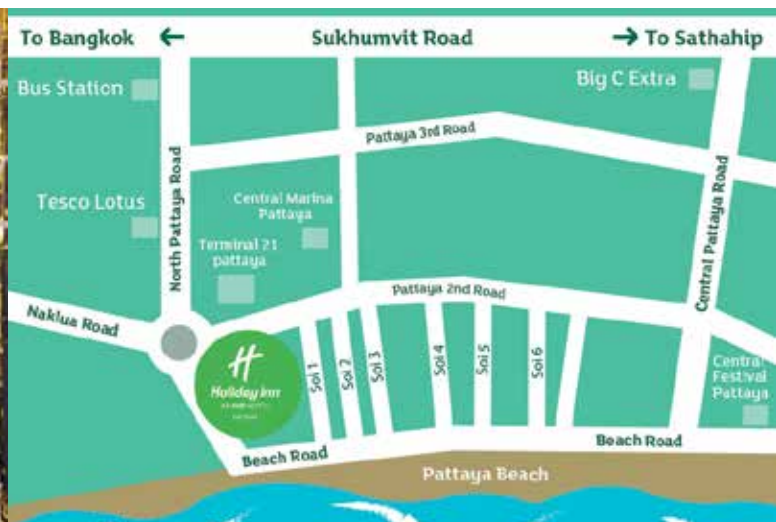 To Bangkok ←
Sukhumvit Road
→ To Sathahip
Bus Station
Big C Extra
Pattaya 3rd Road
North Pattaya Road
Tesco Lotus
Central Marina
Pattaya
Terminal 21
pattaya
Central Pattaya Road
Naklua Road
Pattaya 2nd Road
H
Holiday Inn
Soi 1
Soi 2
Soi 3
Soi 4
Soi 5
Soi 6
Central
Festival
Pattaya
Beach Road
Beach Road
Pattaya Beach